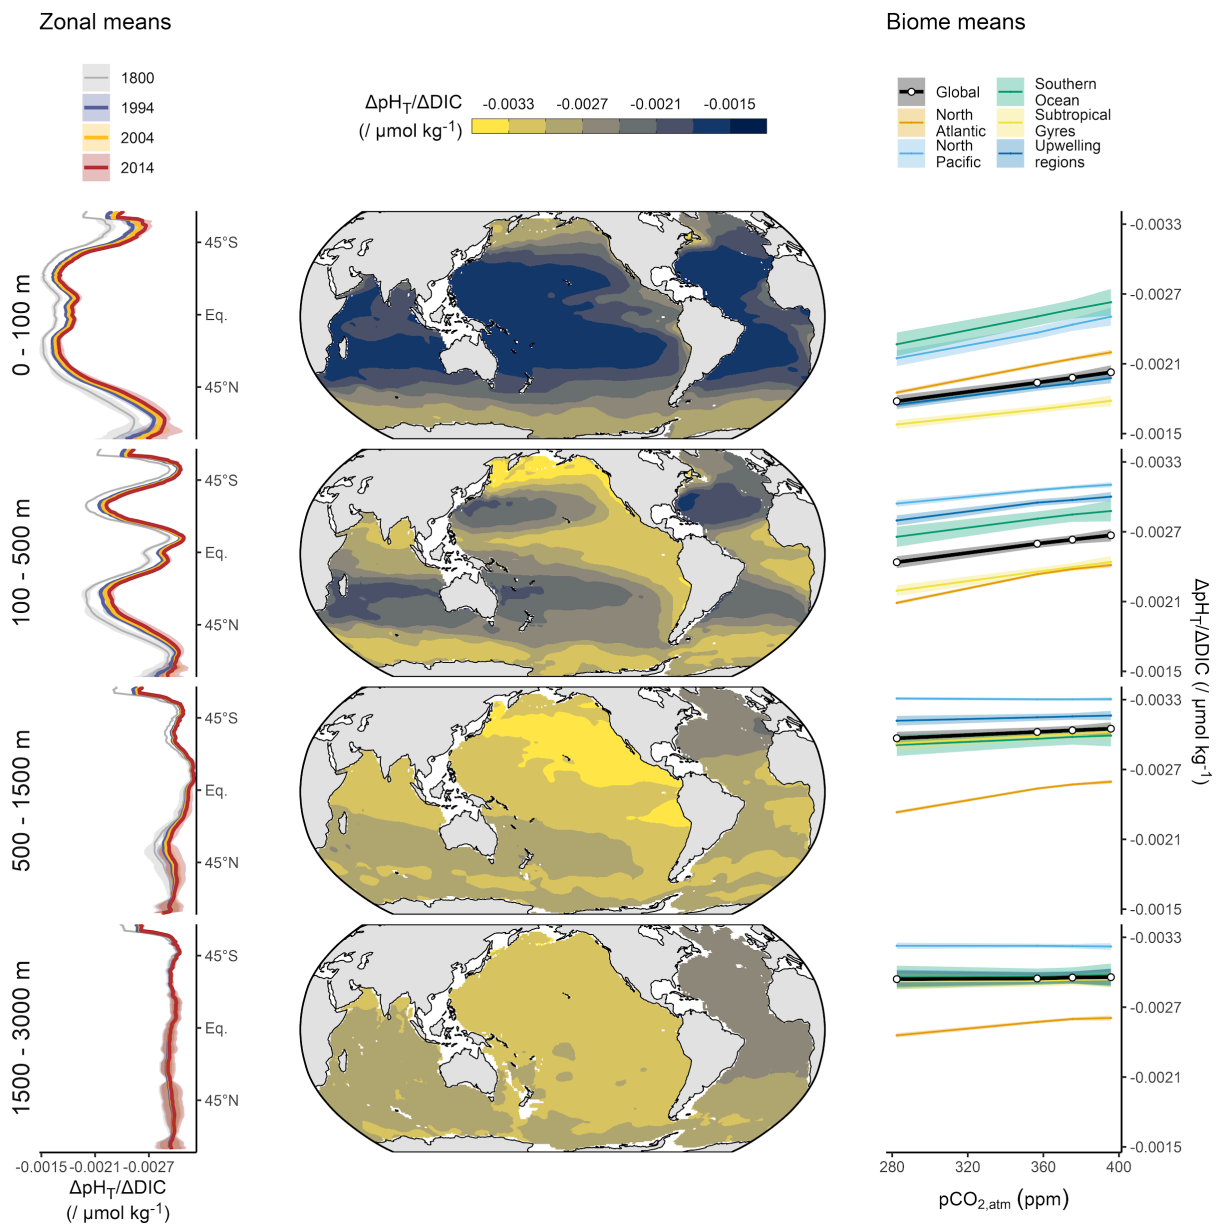 Zonal means
1800
1994
2004
2014
ΔpH_T/ΔDIC
(/ μmol kg⁻¹)
-0.0033 -0.0027 -0.0021 -0.0015
Biome means
Global
North
Atlantic
North
Pacific
Southern
Ocean
Subtropical
Gyres
Upwelling
regions
0 - 100 m
45°S
Eq.
45°N
-0.0033
-0.0027
-0.0021
-0.0015
100 - 500 m
45°S
Eq.
45°N
-0.0033
-0.0027
-0.0021
-0.0015
500 - 1500 m
45°S
Eq.
45°N
-0.0033
-0.0027
-0.0021
-0.0015
1500 - 3000 m
45°S
Eq.
45°N
-0.0033
-0.0027
-0.0021
-0.0015
ΔpH_T/ΔDIC (/ μmol kg⁻¹)
-0.0015 -0.0021 -0.0027
ΔpH_T/ΔDIC
(/ μmol kg⁻¹)
280 320 360 400
pCO₂,atm (ppm)